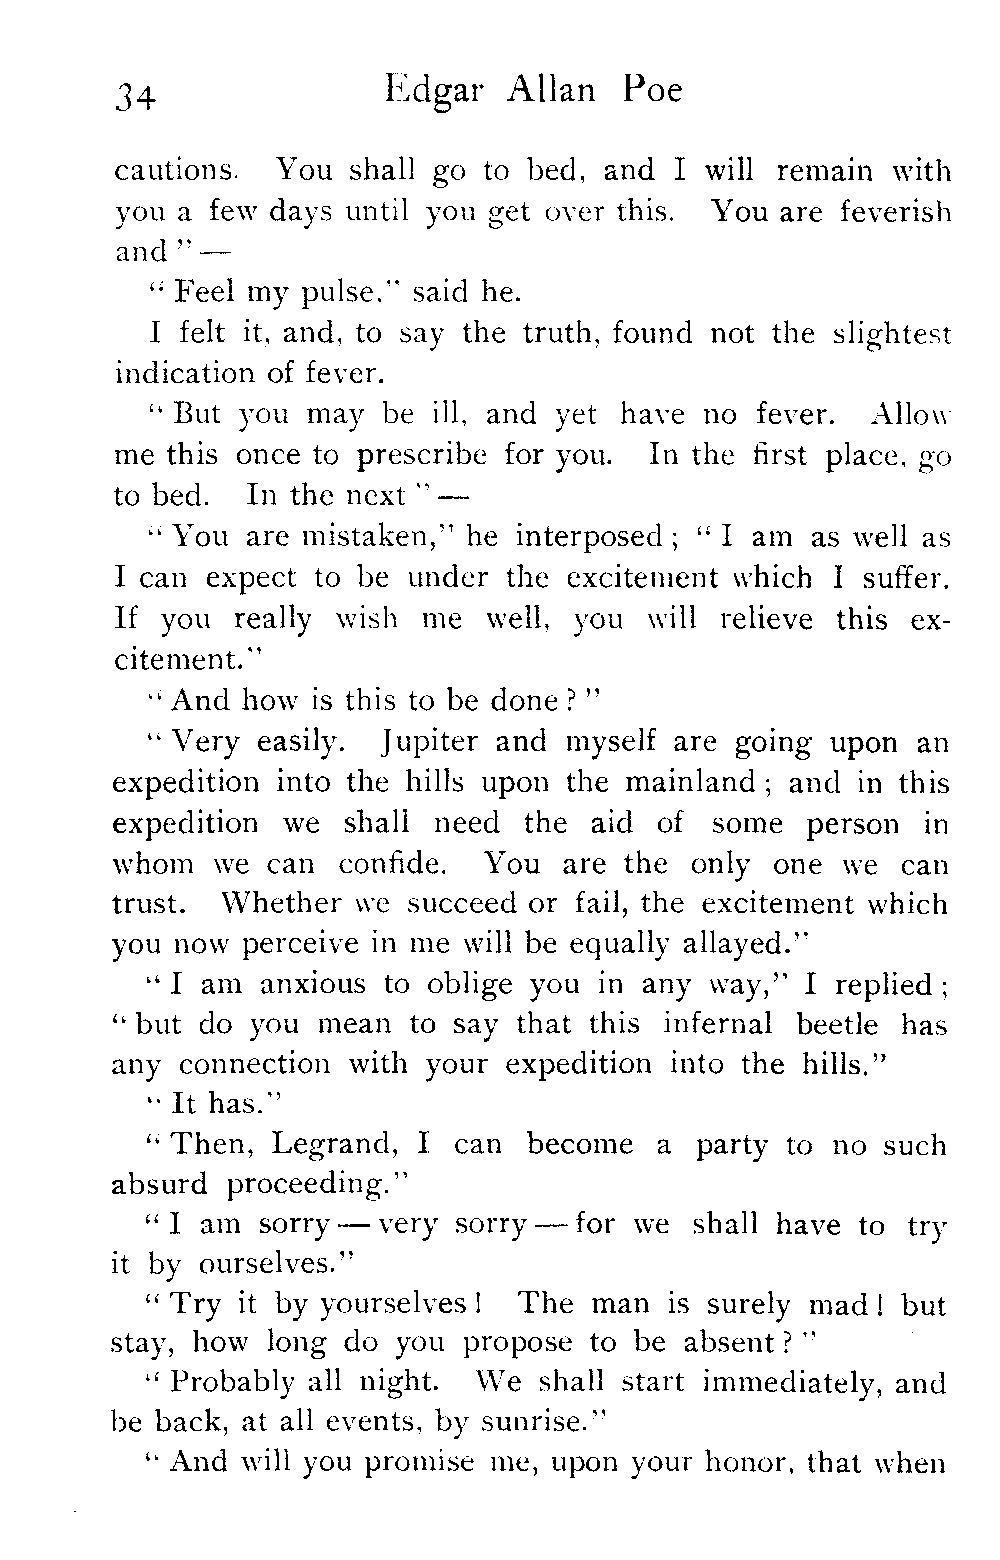 34 Edgar Allan Poe
cautions. You shall go to bed, and I will remain with
you a few days until you get over this. You are feverish
and " —
" Feel my pulse," said he.
I felt it, and, to say the truth, found not the slightest
indication of fever.
" But you may be ill, and yet have no fever. Allow
me this once to prescribe for you. In the first place, go
to bed. In the next " —
" You are mistaken," he interposed ; " I am as well as
I can expect to be under the excitement which I suffer.
If you really wish me well, you will relieve this ex-
citement."
" And how is this to be done ? "
" Very easily. Jupiter and myself are going upon an
expedition into the hills upon the mainland ; and in this
expedition we shall need the aid of some person in
whom we can confide. You are the only one we can
trust. Whether we succeed or fail, the excitement which
you now perceive in me will be equally allayed."
" I am anxious to oblige you in any way," I replied ;
" but do you mean to say that this infernal beetle has
any connection with your expedition into the hills."
" It has."
" Then, Legrand, I can become a party to no such
absurd proceeding."
" I am sorry — very sorry — for we shall have to try
it by ourselves."
" Try it by yourselves ! The man is surely mad ! but
stay, how long do you propose to be absent ? "
" Probably all night. We shall start immediately, and
be back, at all events, by sunrise."
" And will you promise me, upon your honor, that when